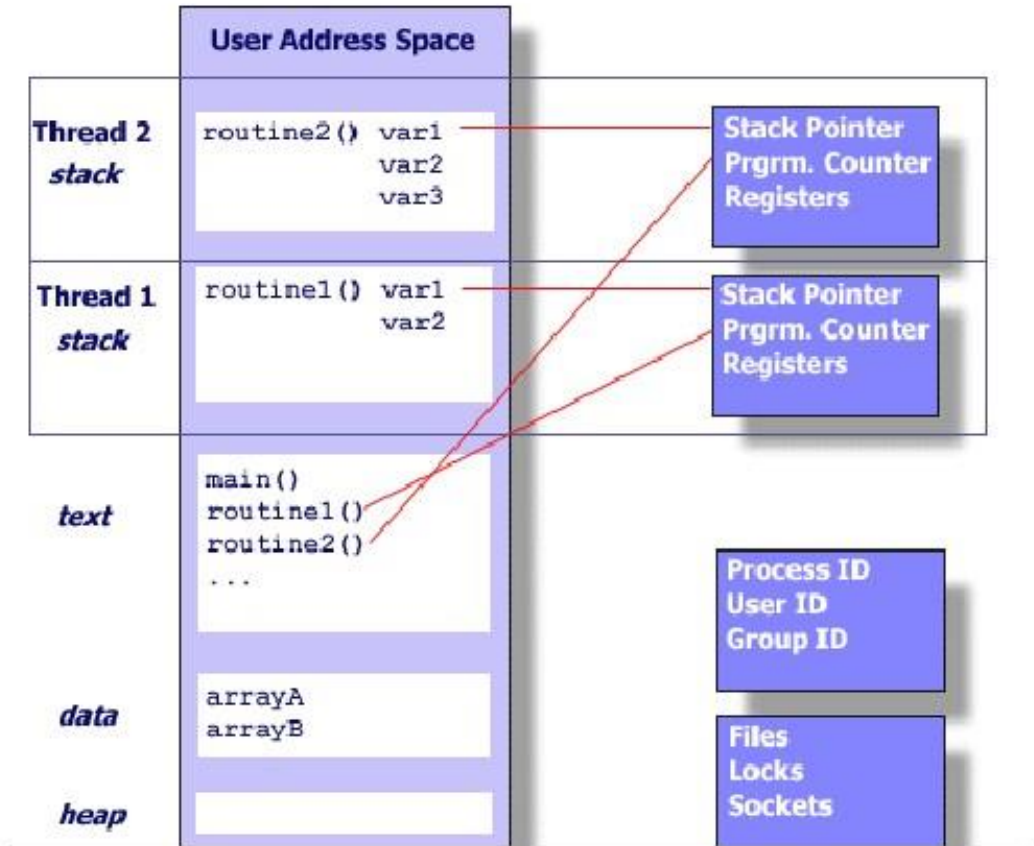 User Address Space
Thread 2
stack
routine2() var1
var2
var3
Stack Pointer
Prgrm. Counter
Registers
Thread 1
stack
routine1() var1
var2
Stack Pointer
Prgrm. Counter
Registers
text
main()
routine1()
routine2()
...
Process ID
User ID
Group ID
data
arrayA
arrayB
Files
Locks
Sockets
heap